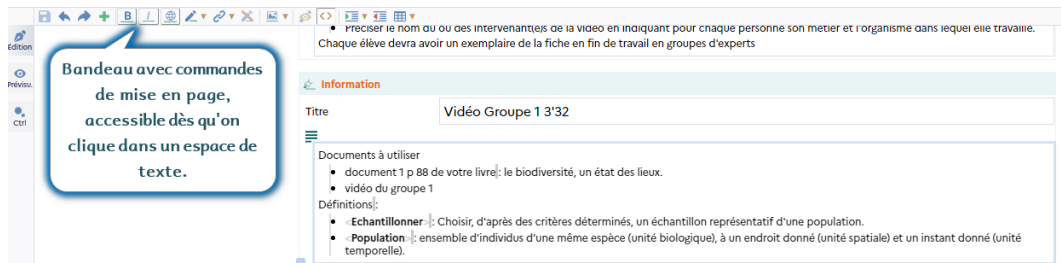 B I
Edition
Prévisu.
Ctrl
Bandeau avec commandes
de mise en page,
accessible dès qu'on
clique dans un espace de
texte.
• Préciser le nom du ou des intervenant(e)s de la vidéo en indiquant pour chaque personne son métier et l'organisme dans lequel elle travaille.
Chaque élève devra avoir un exemplaire de la fiche en fin de travail en groupes d'experts
Information
Titre Vidéo Groupe 1 3'32
Documents à utiliser
• document 1 p 88 de votre livre : le biodiversité, un état des lieux.
• vidéo du groupe 1
Définitions :
• <Echantillonner> : Choisir, d'après des critères déterminés, un échantillon représentatif d'une population.
• <Population> : ensemble d'individus d'une même espèce (unité biologique), à un endroit donné (unité spatiale) et un instant donné (unité
temporelle).